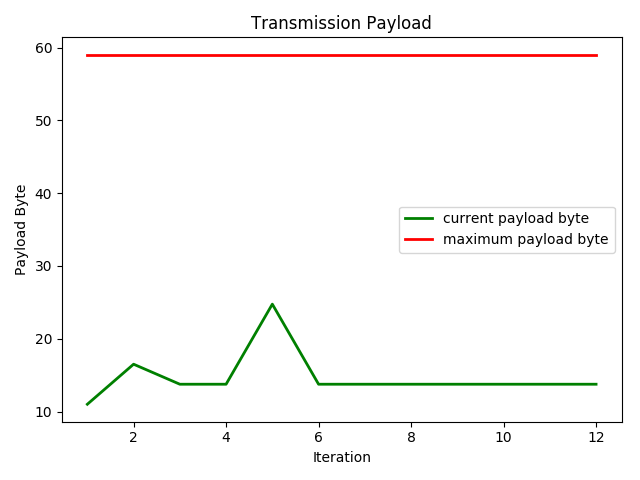 Transmission Payload
60
50
40
30
20
10
Payload Byte
current payload byte
maximum payload byte
2 4 6 8 10 12
Iteration